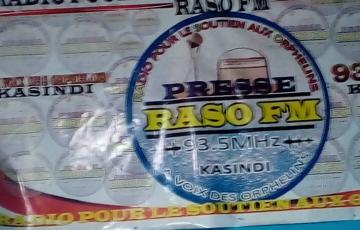 RADIO POUR
RASO FM
RADIO POUR LE SOUTIEN AUX ORPHELINS
KASINDI
93
PRESSE
RASO FM
93.5MHz
KASINDI
LA VOIX DES ORPHELINS
RADIO POUR LE SOUTIEN AUX